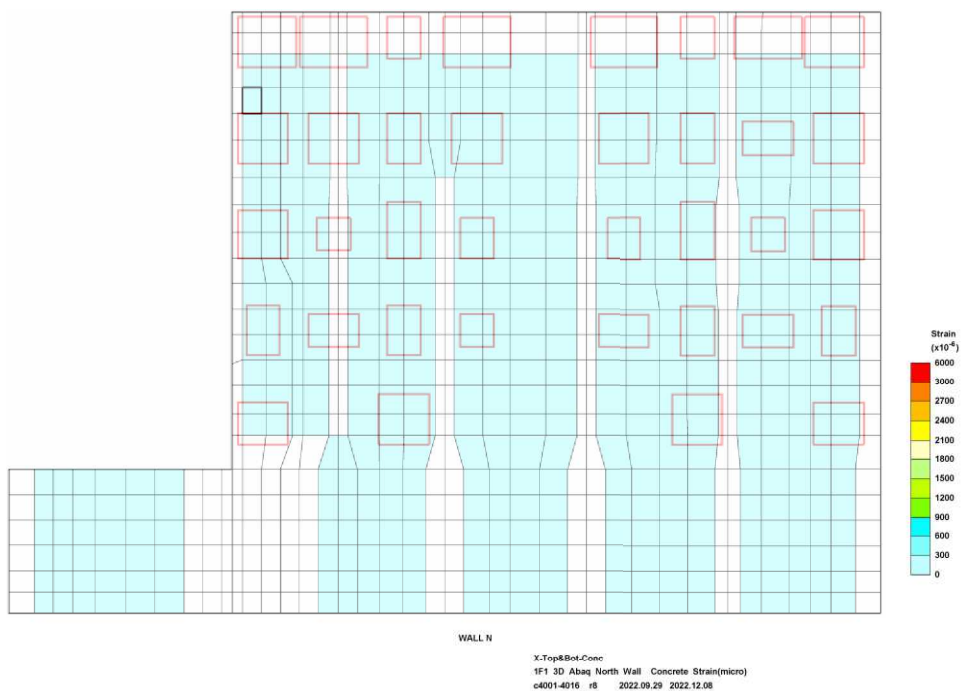 Strain
(x10⁻⁶)
6000
3000
2700
2400
2100
1800
1500
1200
900
600
300
0
WALL N
X-Top&Bot-Conc
1F1 3D Abaq North Wall Concrete Strain(micro)
c4001-4016 r8 2022.09.29 2022.12.08